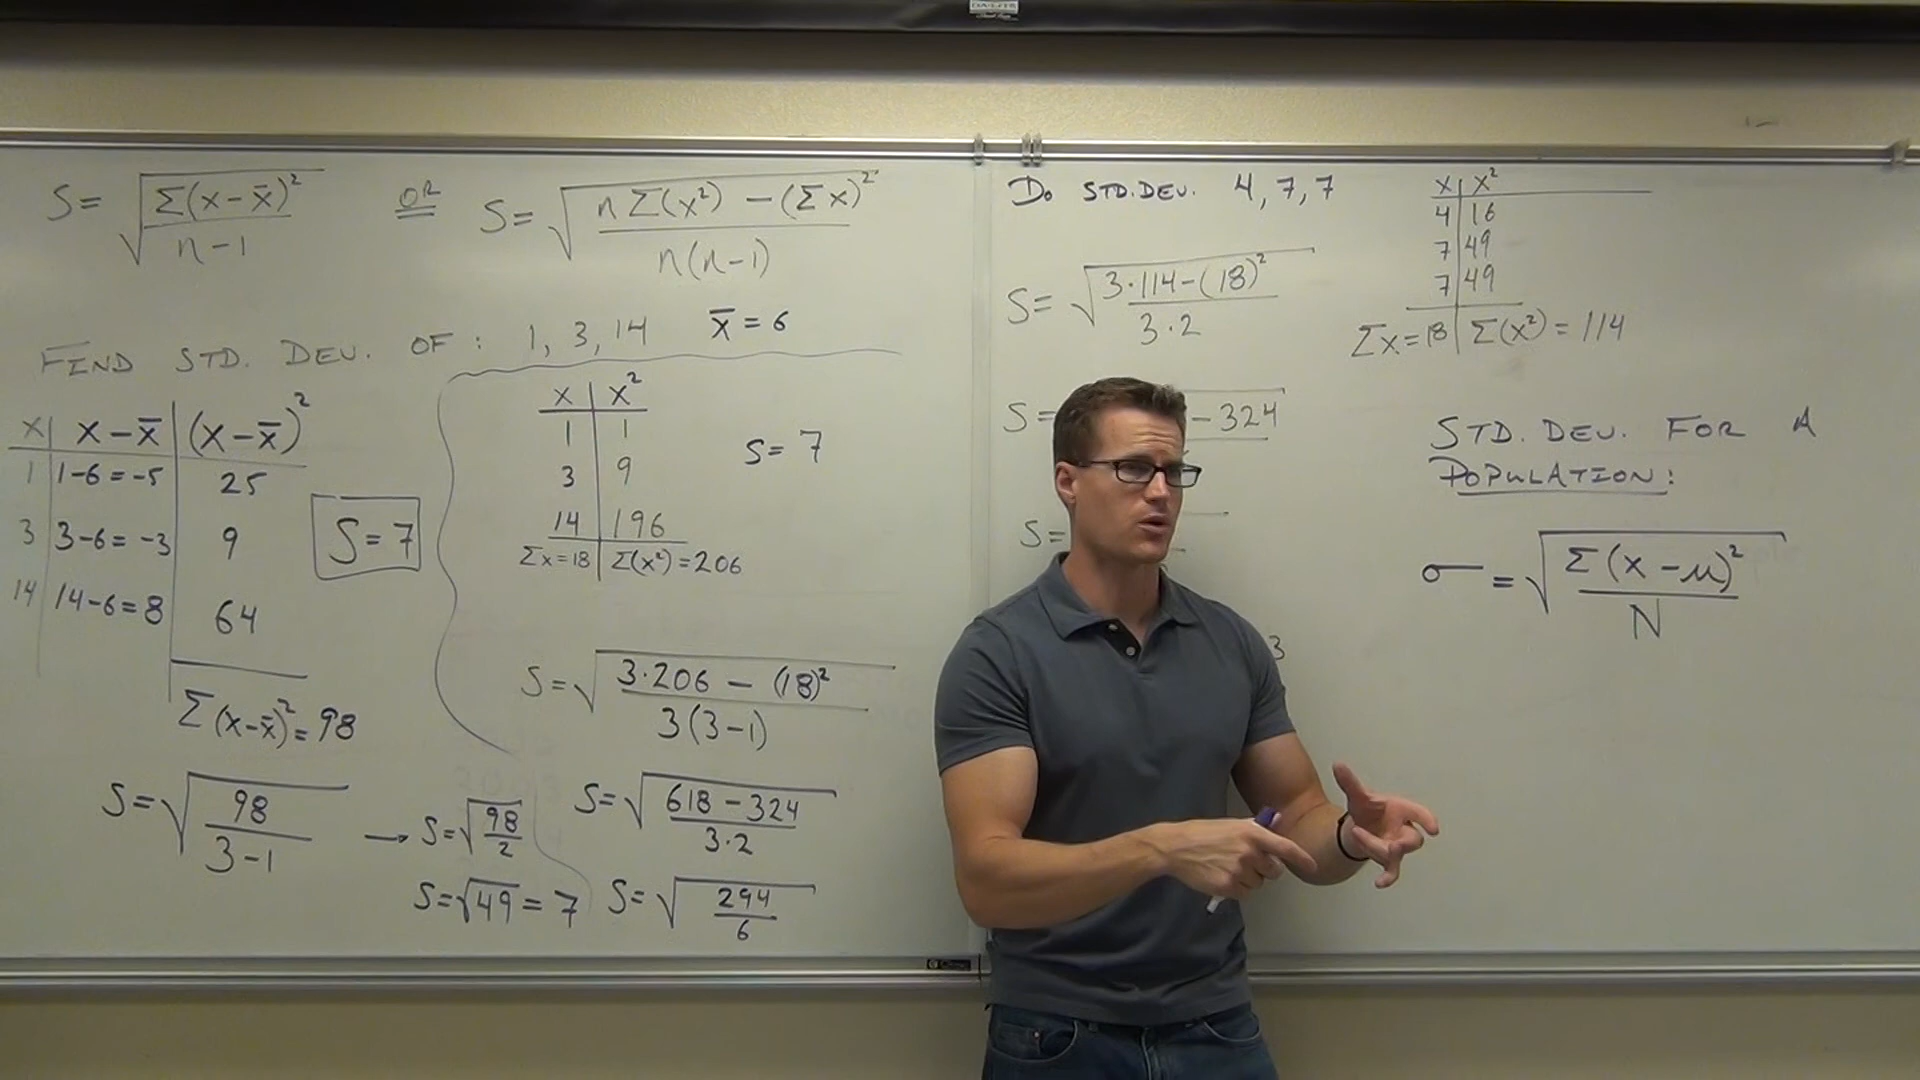 S = √(Σ(x-x̄)²/(n-1)) OR S = √((nΣ(x²) - (Σx)²)/(n(n-1)))
FIND STD. DEV. OF : 1, 3, 14 x̄ = 6
x | x-x̄ | (x-x̄)²
1 | 1-6=-5 | 25
3 | 3-6=-3 | 9
14 | 14-6=8 | 64
Σ(x-x̄)²=98
S=7
S=√(98/(3-1)) → S=√(98/2)
S=√49=7
x | x²
1 | 1
3 | 9
14 | 196
Σx=18 | Σ(x²)=206
S=7
S=√((3·206 - (18)²)/(3(3-1)))
S=√((618-324)/(3·2))
S=√(294/6)
DO STD.DEV. 4, 7, 7
S=√((3·114-(18)²)/(3·2))
S=
- 324
S=
3
x | x²
4 | 16
7 | 49
7 | 49
Σx=18 | Σ(x²)=114
STD. DEV. FOR A
POPULATION:
σ = √(Σ(x-μ)²/N)